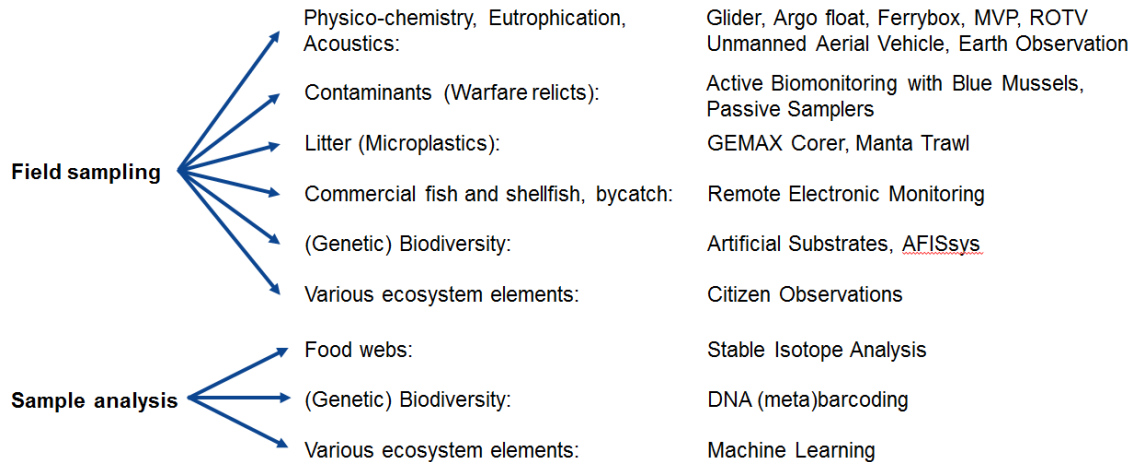 Physico-chemistry, Eutrophication, Glider, Argo float, Ferrybox, MVP, ROTV
Acoustics: Unmanned Aerial Vehicle, Earth Observation
Contaminants (Warfare relicts): Active Biomonitoring with Blue Mussels,
Passive Samplers
Litter (Microplastics): GEMAX Corer, Manta Trawl
Field sampling
Commercial fish and shellfish, bycatch: Remote Electronic Monitoring
(Genetic) Biodiversity: Artificial Substrates, AFISsys
Various ecosystem elements: Citizen Observations
Food webs: Stable Isotope Analysis
Sample analysis (Genetic) Biodiversity: DNA (meta)barcoding
Various ecosystem elements: Machine Learning